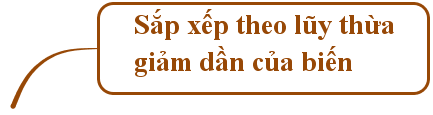 Sắp xếp theo lũy thừa
giảm dần của biến